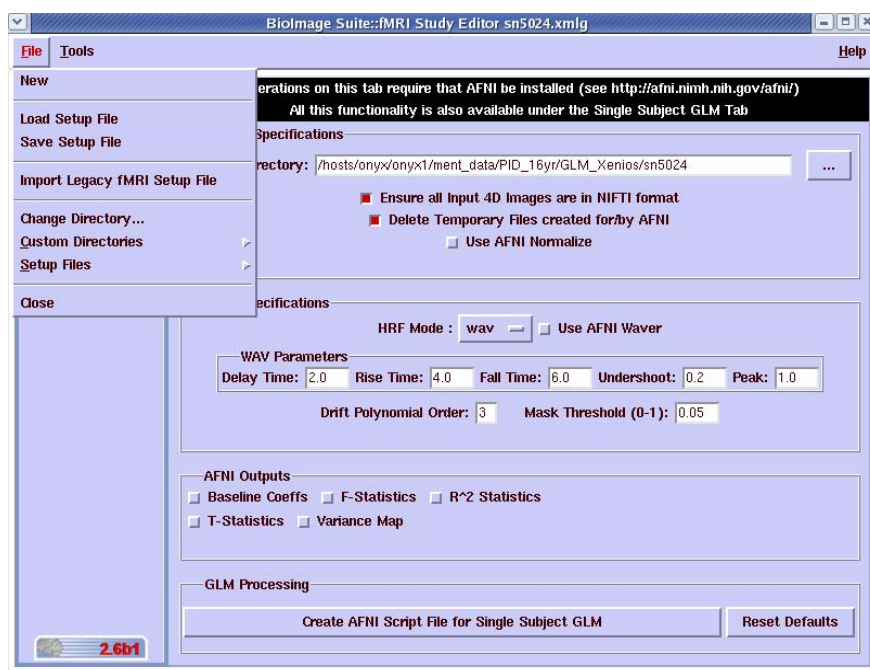 BioImage Suite::fMRI Study Editor sn5024.xmlg
File Tools Help
New
Load Setup File
Save Setup File
Import Legacy fMRI Setup File
Change Directory...
Custom Directories
Setup Files
Close
erations on this tab require that AFNI be installed (see http://afni.nimh.nih.gov/afni/)
All this functionality is also available under the Single Subject GLM Tab
Specifications
rectory: /hosts/onyx/onyx1/ment_data/PID_16yr/GLM_Xenios/sn5024 ...
Ensure all Input 4D Images are in NIFTI format
Delete Temporary Files created for/by AFNI
Use AFNI Normalize
ecifications
HRF Mode : wav Use AFNI Waver
WAV Parameters
Delay Time: 2.0 Rise Time: 4.0 Fall Time: 6.0 Undershoot: 0.2 Peak: 1.0
Drift Polynomial Order: 3 Mask Threshold (0-1): 0.05
AFNI Outputs
Baseline Coeffs F-Statistics R^2 Statistics
T-Statistics Variance Map
GLM Processing
Create AFNI Script File for Single Subject GLM Reset Defaults
2.6b1